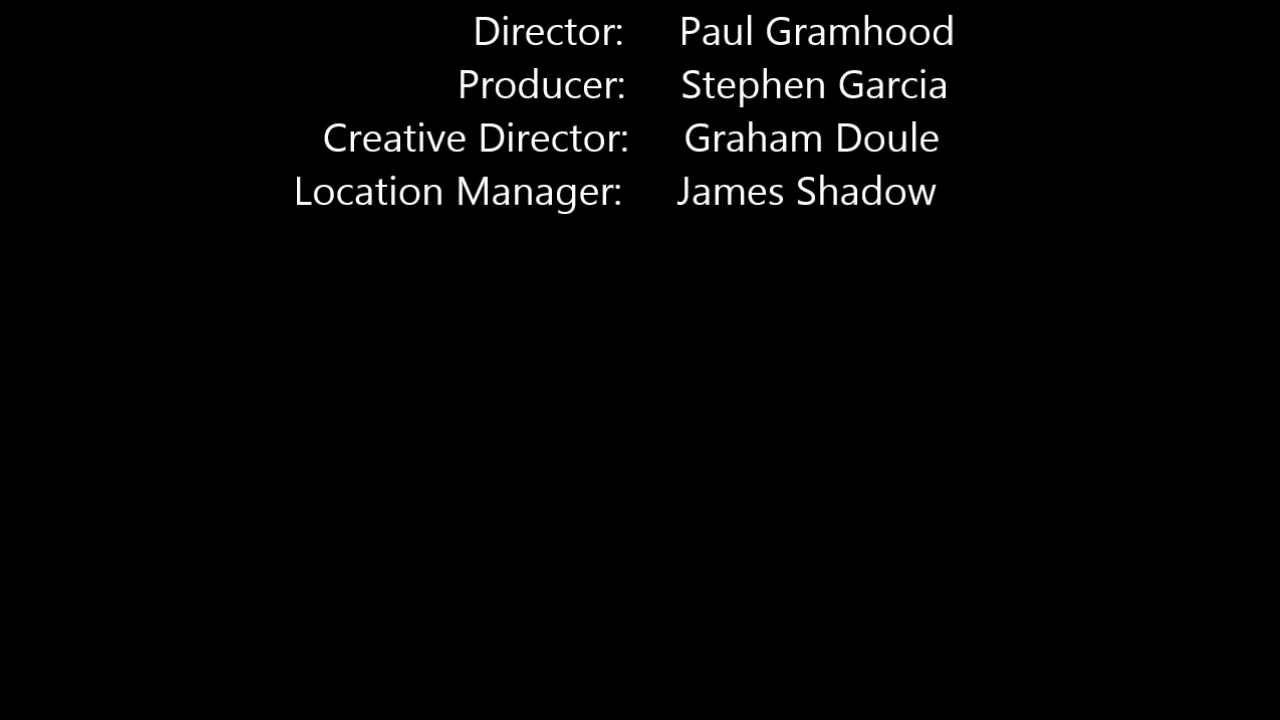 Director: Paul Gramhood
Producer: Stephen Garcia
Creative Director: Graham Doule
Location Manager: James Shadow